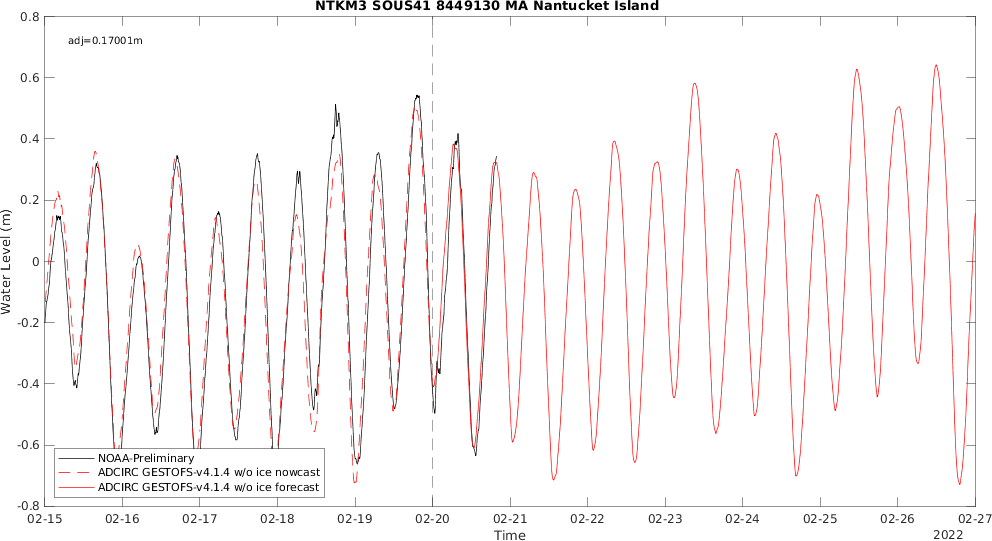 NTKM3 SOUS41 8449130 MA Nantucket Island
adj=0.17001m
0.8
0.6
0.4
0.2
0
-0.2
-0.4
-0.6
-0.8
Water Level (m)
NOAA-Preliminary
ADCIRC GESTOFS-v4.1.4 w/o ice nowcast
ADCIRC GESTOFS-v4.1.4 w/o ice forecast
02-15 02-16 02-17 02-18 02-19 02-20 02-21 02-22 02-23 02-24 02-25 02-26 02-27
Time
2022